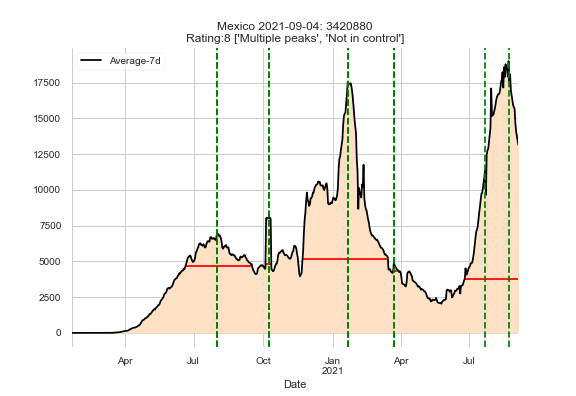 Mexico 2021-09-04: 3420880
Rating:8 ['Multiple peaks', 'Not in control']
Average-7d
17500
15000
12500
10000
7500
5000
2500
0
Apr Jul Oct Jan Apr Jul
2021
Date